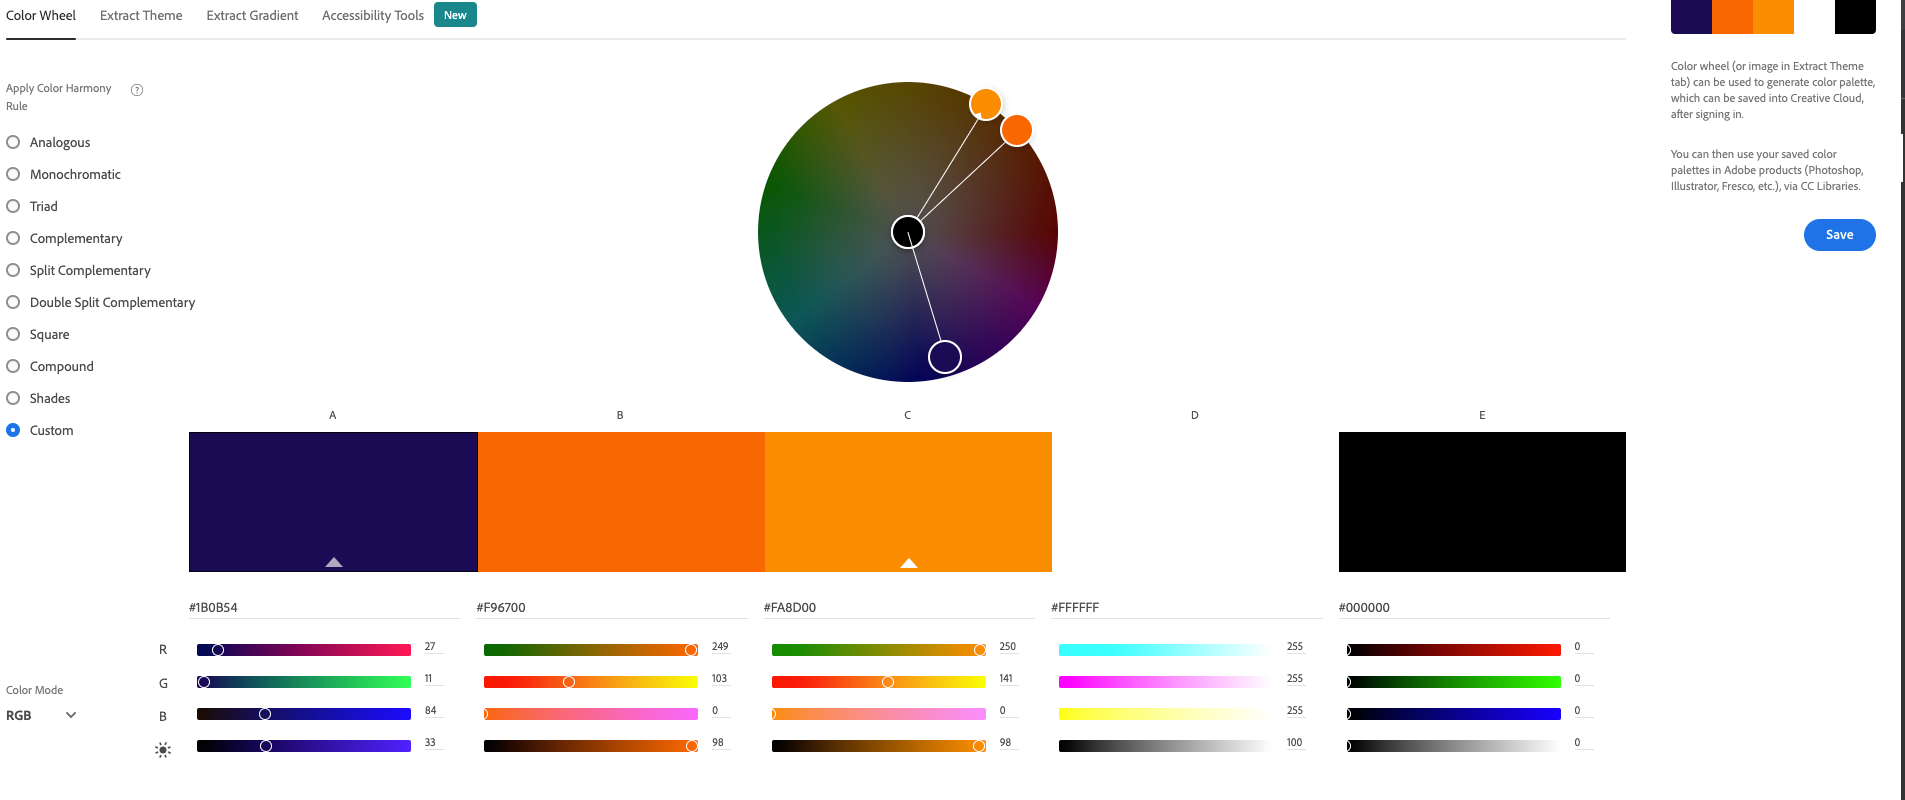 Color Wheel
Extract Theme
Extract Gradient
Accessibility Tools
New
Apply Color Harmony
Rule
?
Analogous
Monochromatic
Triad
Complementary
Split Complementary
Double Split Complementary
Square
Compound
Shades
Custom
Color wheel (or image in Extract Theme
tab) can be used to generate color palette,
which can be saved into Creative Cloud,
after signing in.
You can then use your saved color
palettes in Adobe products (Photoshop,
Illustrator, Fresco, etc.), via CC Libraries.
Save
A B C D E
#1B0B54 #F96700 #FA8D00 #FFFFFF #000000
R 27 249 250 255 0
G 11 103 141 255 0
Color Mode
RGB
B 84 0 0 255 0
33 98 98 100 0